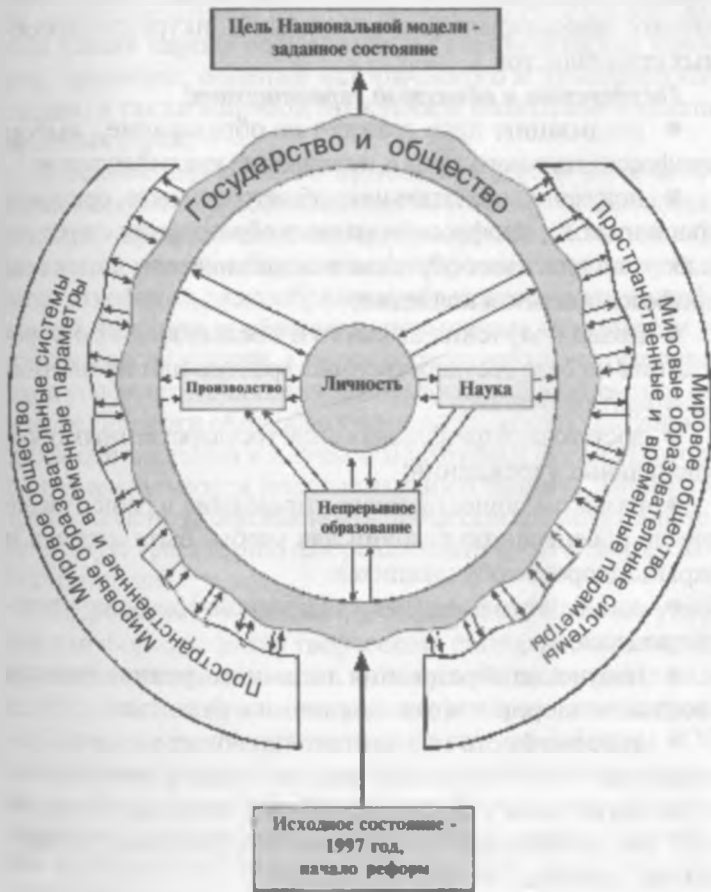 Цель Национальной модели -
заданное состояние
Государство и общество
Мировое общество
Мировые образовательные системы
Пространственные и временные параметры
Мировое общество
Мировые образовательные системы
Пространственные и временные параметры
Производство
Личность
Наука
Непрерывное
образование
Исходное состояние -
1997 год,
начало реформ